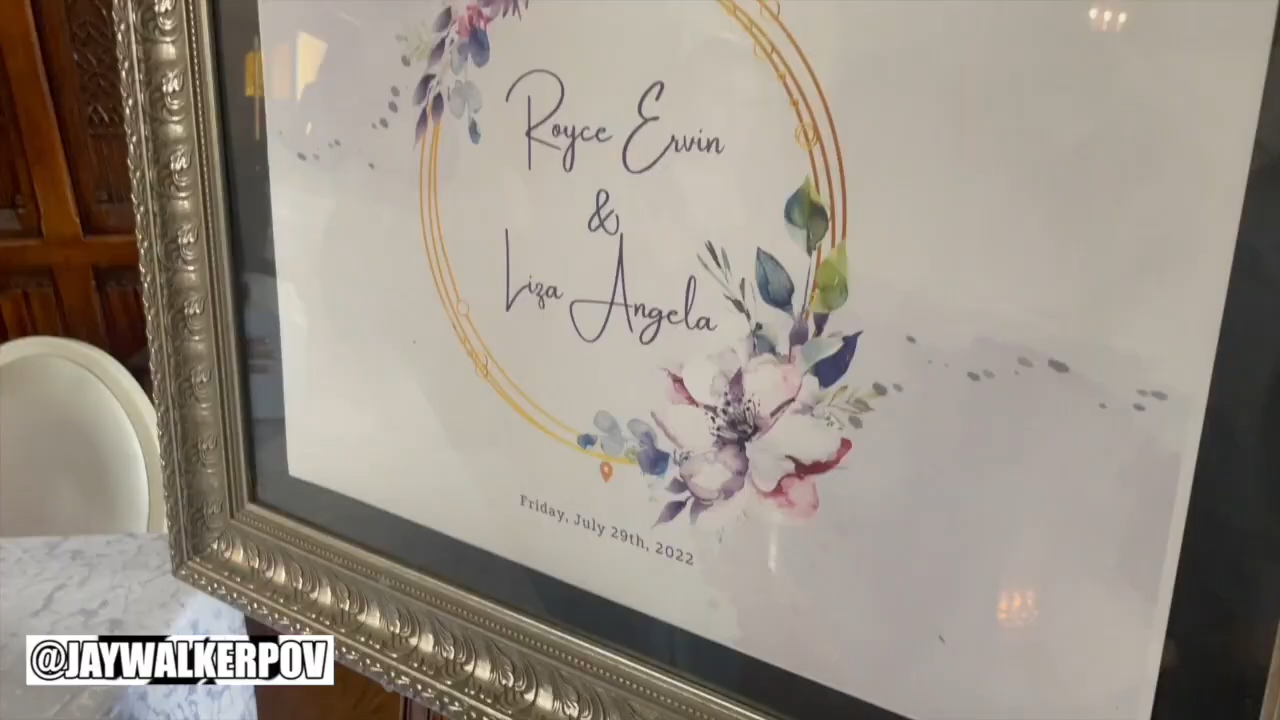 Royce Ervin
&
Liza Angela
Friday, July 29th, 2022
@JAYWALKERPOV